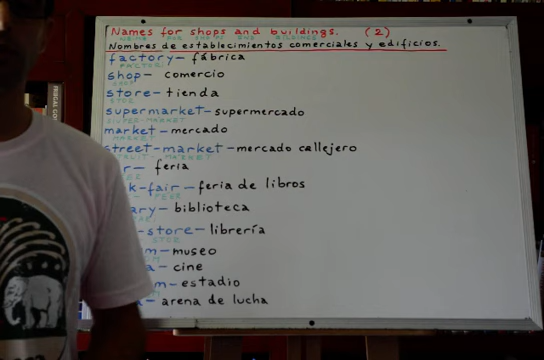 Names for shops and buildings. (2)
Nombres de establecimientos comerciales y edificios.
factory - fábrica
shop - comercio
store - tienda
supermarket - supermercado
market - mercado
street-market - mercado callejero
r - feria
k-fair - feria de libros
ary - biblioteca
-store - librería
m - museo
a - cine
m - estadio
a - arena de lucha